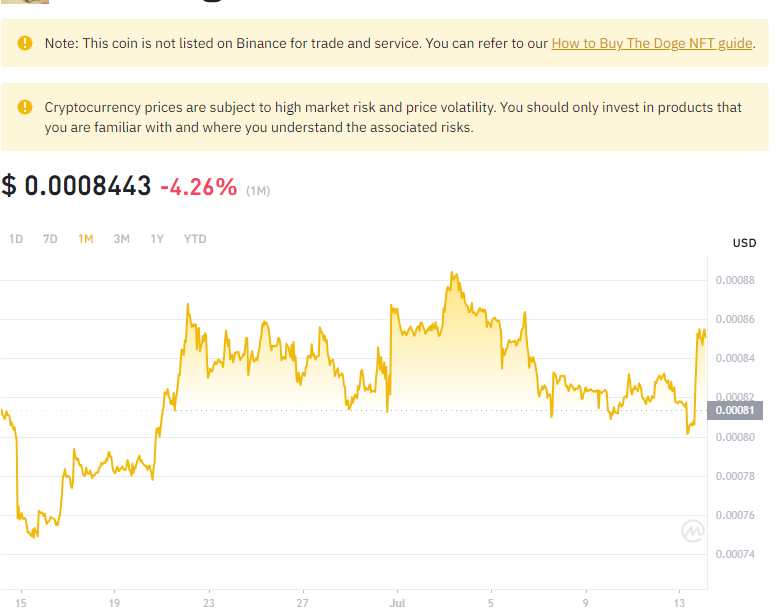 Note: This coin is not listed on Binance for trade and service. You can refer to our How to Buy The Doge NFT guide.
Cryptocurrency prices are subject to high market risk and price volatility. You should only invest in products that
you are familiar with and where you understand the associated risks.
$ 0.0008443 -4.26% (1M)
1D 7D 1M 3M 1Y YTD
USD
0.00088
0.00086
0.00084
0.00082
0.00081
0.00080
0.00078
0.00076
0.00074
15 19 23 27 Jul 5 9 13